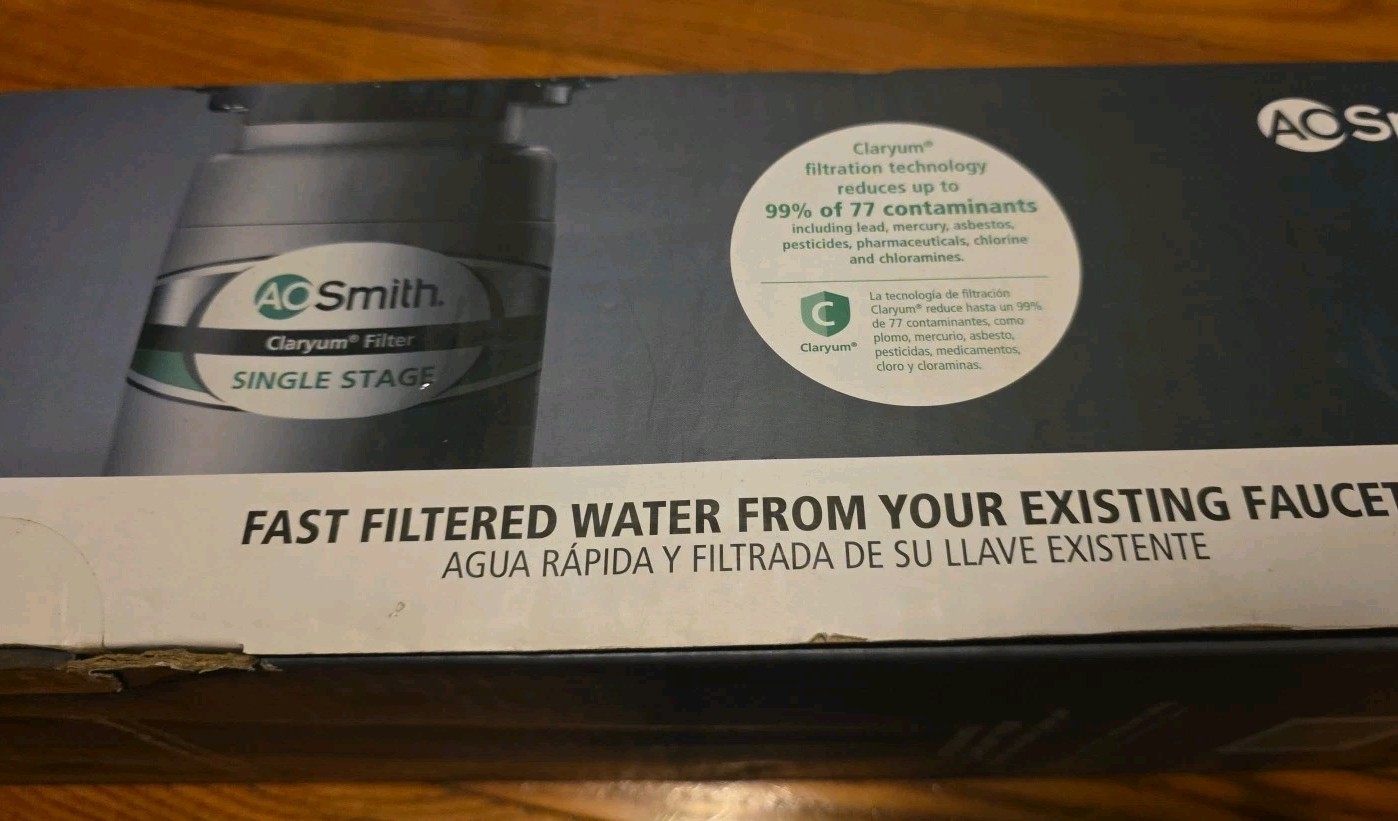 AO Smith.
Claryum® Filter
SINGLE STAGE
Claryum®
filtration technology
reduces up to
99% of 77 contaminants
including lead, mercury, asbestos,
pesticides, pharmaceuticals, chlorine
and chloramines.
C
Claryum®
La tecnología de filtración
Claryum® reduce hasta un 99%
de 77 contaminantes, como
plomo, mercurio, asbesto,
pesticidas, medicamentos,
cloro y cloraminas.
AO S
FAST FILTERED WATER FROM YOUR EXISTING FAUCET
AGUA RÁPIDA Y FILTRADA DE SU LLAVE EXISTENTE